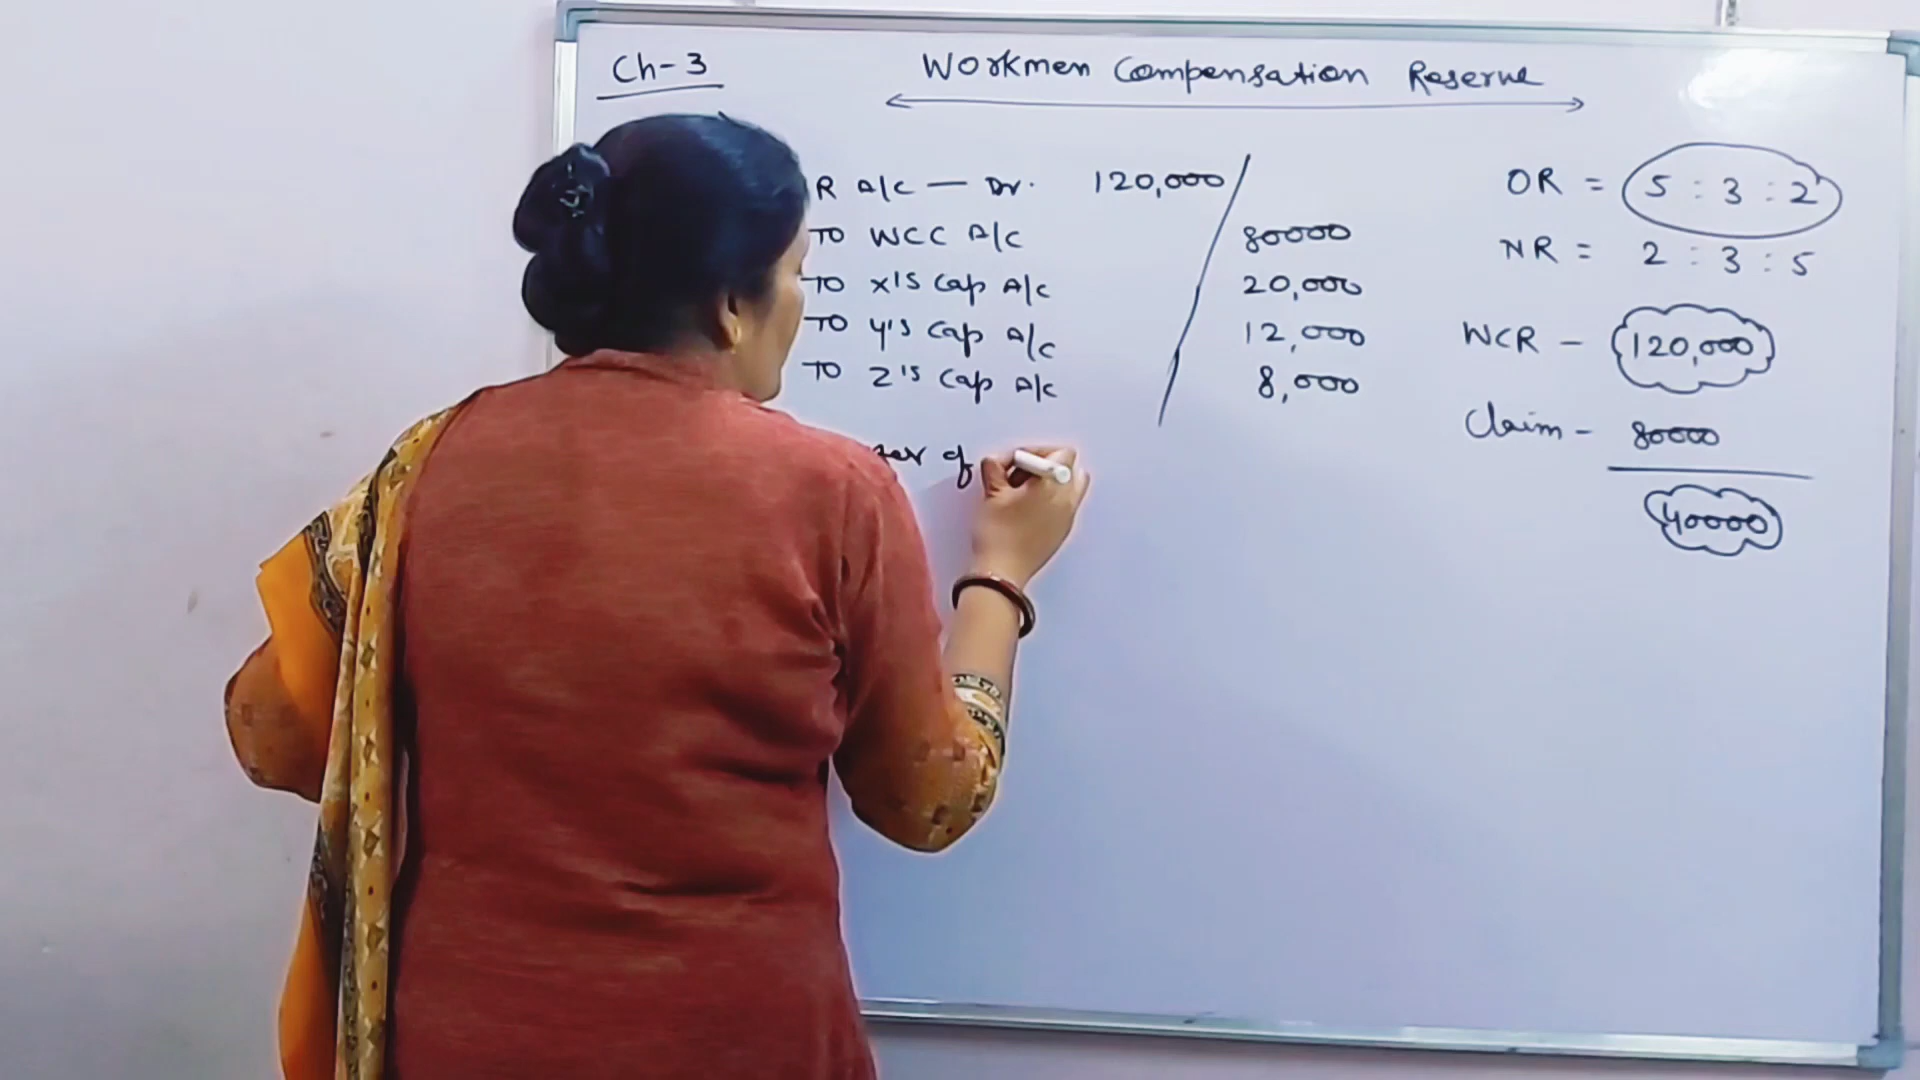 Ch-3
Workmen Compensation Reserve
R A/c — Dr. 120,000
TO WCC A/c 80000
TO X's Cap A/c 20,000
TO Y's Cap A/c 12,000
TO Z's Cap A/c 8,000
of
OR = 5 : 3 : 2
NR = 2 : 3 : 5
WCR - 120,000
Claim - 80000
40000